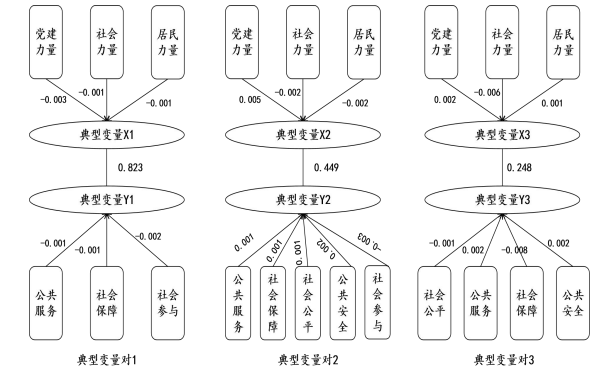 党建力量
社会力量
居民力量
-0.003
-0.001
-0.001
典型变量X1
0.823
典型变量Y1
-0.001
-0.001
-0.002
公共服务
社会保障
社会参与
典型变量对1
党建力量
社会力量
居民力量
0.005
-0.002
-0.002
典型变量X2
0.449
典型变量Y2
0.001
0.001
0.001
0.002
-0.003
公共服务
社会保障
社会公平
公共安全
社会参与
典型变量对2
党建力量
社会力量
居民力量
0.002
-0.006
0.001
典型变量X3
0.248
典型变量Y3
-0.001
0.002
-0.008
0.002
社会公平
公共服务
社会保障
公共安全
典型变量对3